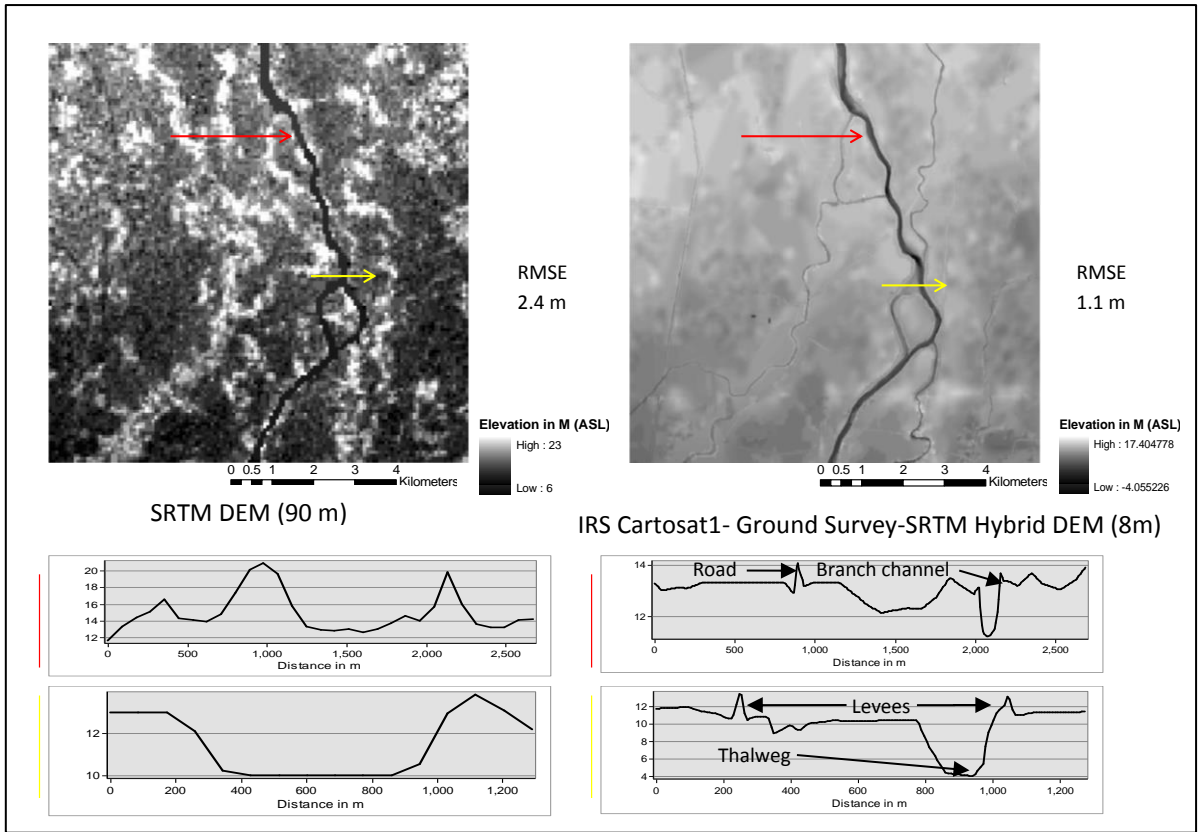 RMSE
2.4 m
Elevation in M (ASL)
High : 23
Low : 6
0 0.5 1 2 3 4
Kilometers
SRTM DEM (90 m)
RMSE
1.1 m
Elevation in M (ASL)
High : 17.404778
Low : -4.055226
0 0.5 1 2 3 4
Kilometers
IRS Cartosat1- Ground Survey-SRTM Hybrid DEM (8m)
20
18
16
14
12
0 500 1,000 1,500 2,000 2,500
Distance in m
Road Branch channel
14
12
0 500 1,000 1,500 2,000 2,500
Distance in m
12
10
0 200 400 600 800 1,000 1,200
Distance in m
Levees
Thalweg
12
10
8
6
4
0 200 400 600 800 1,000 1,200
Distance in m